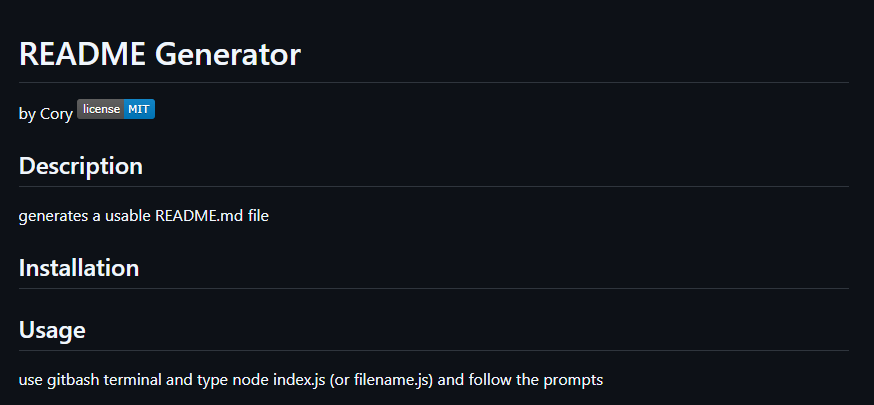 README Generator
by Cory license MIT
Description
generates a usable README.md file
Installation
Usage
use gitbash terminal and type node index.js (or filename.js) and follow the prompts